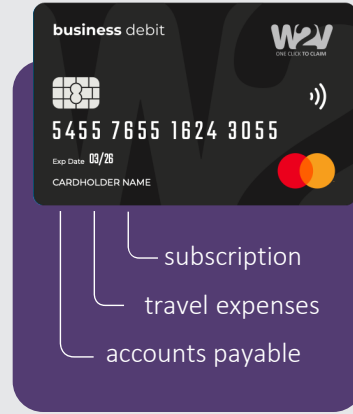 business debit
W2V
ONE CLICK TO CLAIM
5455 7655 1624 3055
Exp Date 03/26
CARDHOLDER NAME
subscription
travel expenses
accounts payable